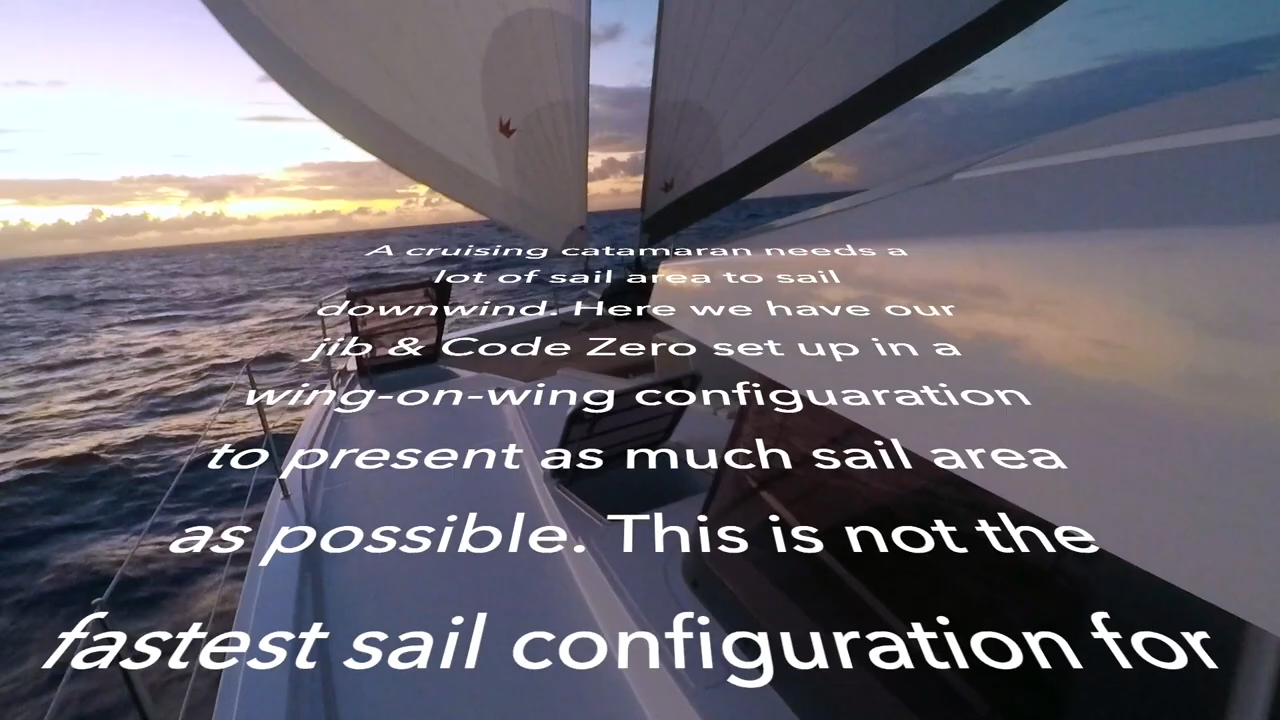 A cruising catamaran needs a
lot of sail area to sail
downwind. Here we have our
jib & Code Zero set up in a
wing-on-wing configuaration
to present as much sail area
as possible. This is not the
fastest sail configuration for